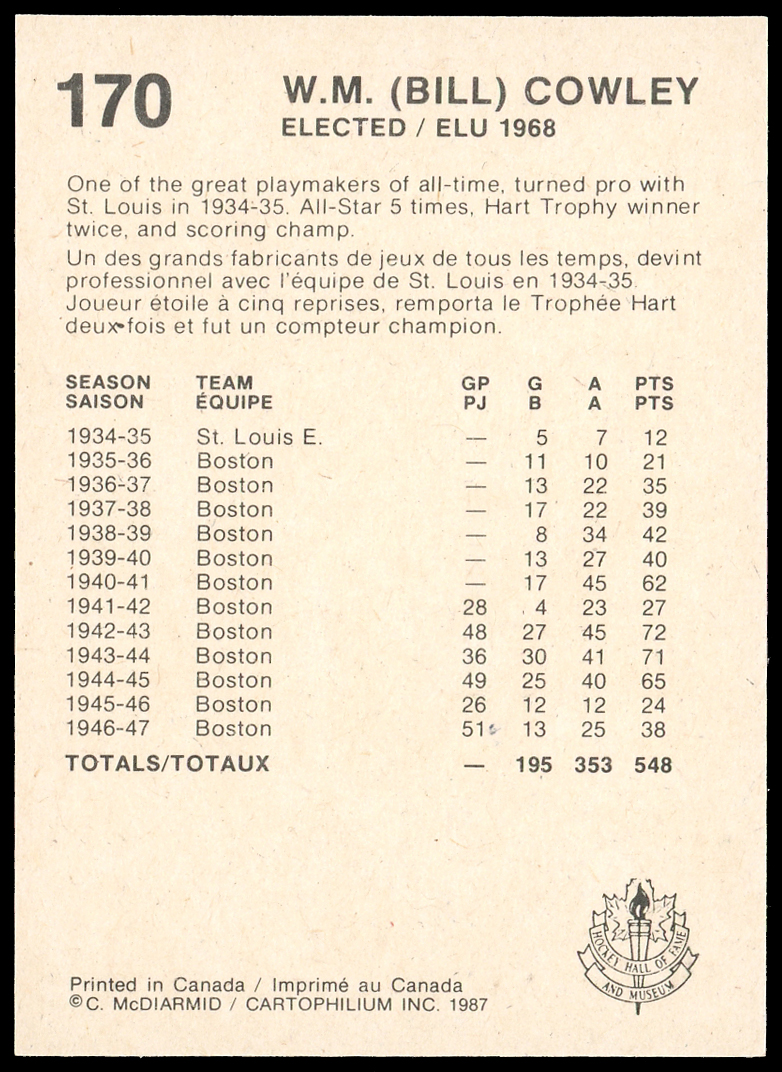 170
W.M. (BILL) COWLEY
ELECTED / ELU 1968
One of the great playmakers of all-time, turned pro with
St. Louis in 1934-35. All-Star 5 times, Hart Trophy winner
twice, and scoring champ.
Un des grands fabricants de jeux de tous les temps, devint
professionnel avec l'équipe de St. Louis en 1934-35.
Joueur étoile à cinq reprises, remporta le Trophée Hart
deux fois et fut un compteur champion.
SEASON TEAM GP G A PTS
SAISON ÉQUIPE PJ B A PTS
1934-35 St. Louis E. — 5 7 12
1935-36 Boston — 11 10 21
1936-37 Boston — 13 22 35
1937-38 Boston — 17 22 39
1938-39 Boston — 8 34 42
1939-40 Boston — 13 27 40
1940-41 Boston — 17 45 62
1941-42 Boston 28 4 23 27
1942-43 Boston 48 27 45 72
1943-44 Boston 36 30 41 71
1944-45 Boston 49 25 40 65
1945-46 Boston 26 12 12 24
1946-47 Boston 51 13 25 38
TOTALS/TOTAUX — 195 353 548
HOCKEY HALL OF FAME
AND MUSEUM
Printed in Canada / Imprimé au Canada
©C. McDIARMID / CARTOPHILIUM INC. 1987